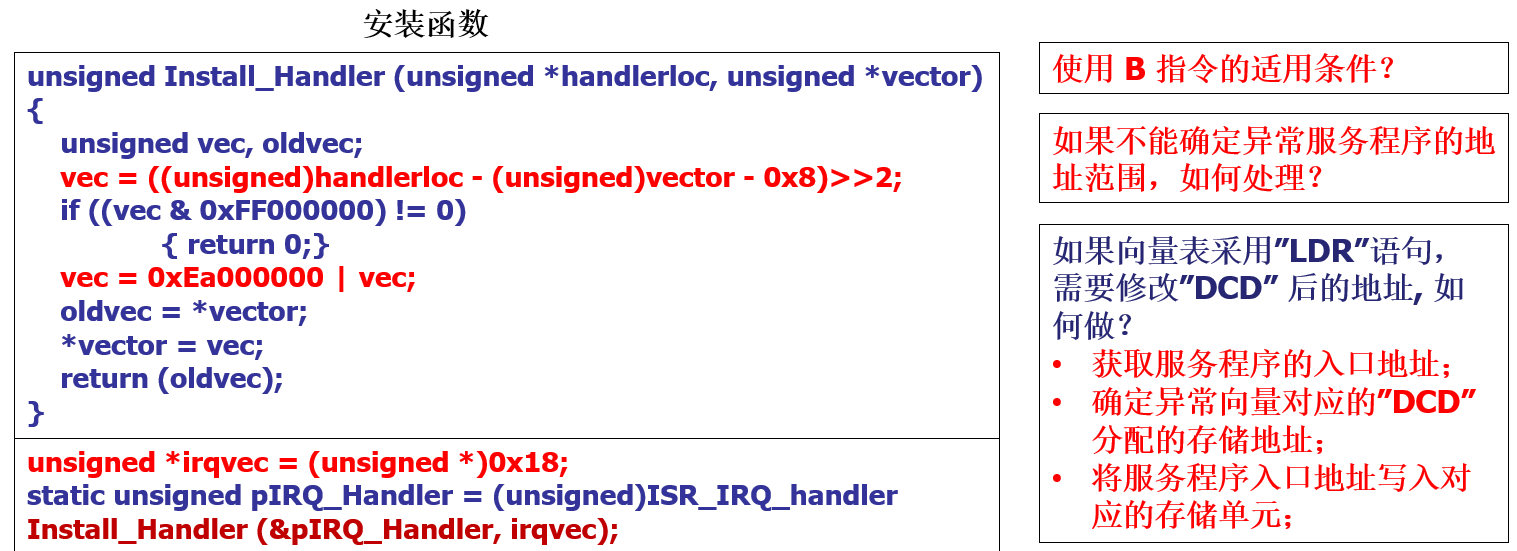 安装函数
unsigned Install_Handler (unsigned *handlerloc, unsigned *vector)
{
unsigned vec, oldvec;
vec = ((unsigned)handlerloc - (unsigned)vector - 0x8)>>2;
if ((vec & 0xFF000000) != 0)
{ return 0;}
vec = 0xEa000000 | vec;
oldvec = *vector;
*vector = vec;
return (oldvec);
}
unsigned *irqvec = (unsigned *)0x18;
static unsigned pIRQ_Handler = (unsigned)ISR_IRQ_handler
Install_Handler (&pIRQ_Handler, irqvec);
使用 B 指令的适用条件？
如果不能确定异常服务程序的地
址范围，如何处理？
如果向量表采用”LDR”语句，
需要修改”DCD” 后的地址, 如
何做？
• 获取服务程序的入口地址；
• 确定异常向量对应的”DCD”
分配的存储地址；
• 将服务程序入口地址写入对
应的存储单元；